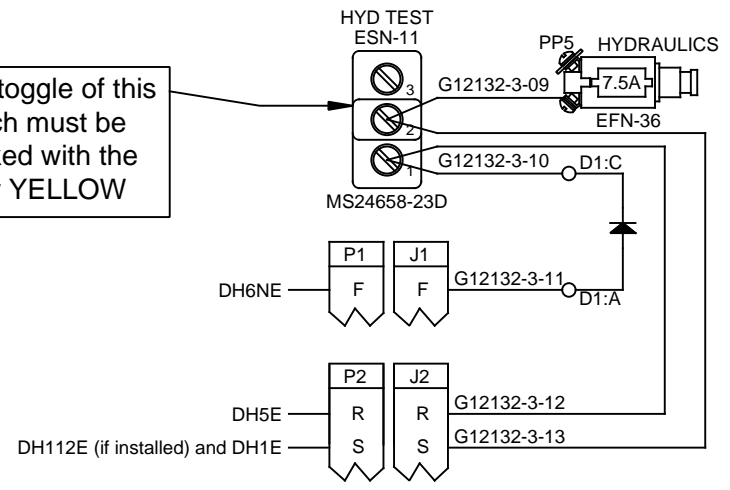 HYD TEST
ESN-11
toggle of this
must be
with the
YELLOW
3
2
1
MS24658-23D
G12132-3-09
PP5
HYDRAULICS
7.5A
EFN-36
G12132-3-10
D1:C
P1
J1
DH6NE
F
F
G12132-3-11
D1:A
P2
J2
DH5E
R
R
G12132-3-12
DH112E (if installed) and DH1E
S
S
G12132-3-13